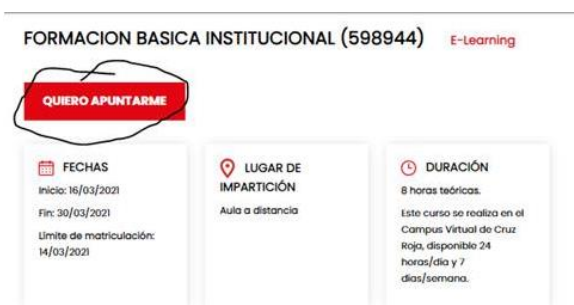 FORMACION BASICA INSTITUCIONAL (598944) E-Learning
QUIERO APUNTARME
FECHAS
Inicio: 16/03/2021
Fin: 30/03/2021
Límite de matriculación:
14/03/2021
LUGAR DE
IMPARTICIÓN
Aula a distancia
DURACIÓN
8 horas teóricas.
Este curso se realiza en el
Campus Virtual de Cruz
Roja, disponible 24
horas/día y 7
días/semana.